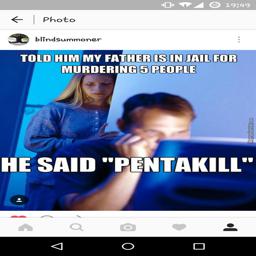 19:49
Photo
blindsummoner
TOLD HIM MY FATHER IS IN JAIL FOR
MURDERING 5 PEOPLE
HE SAID "PENTAKILL"